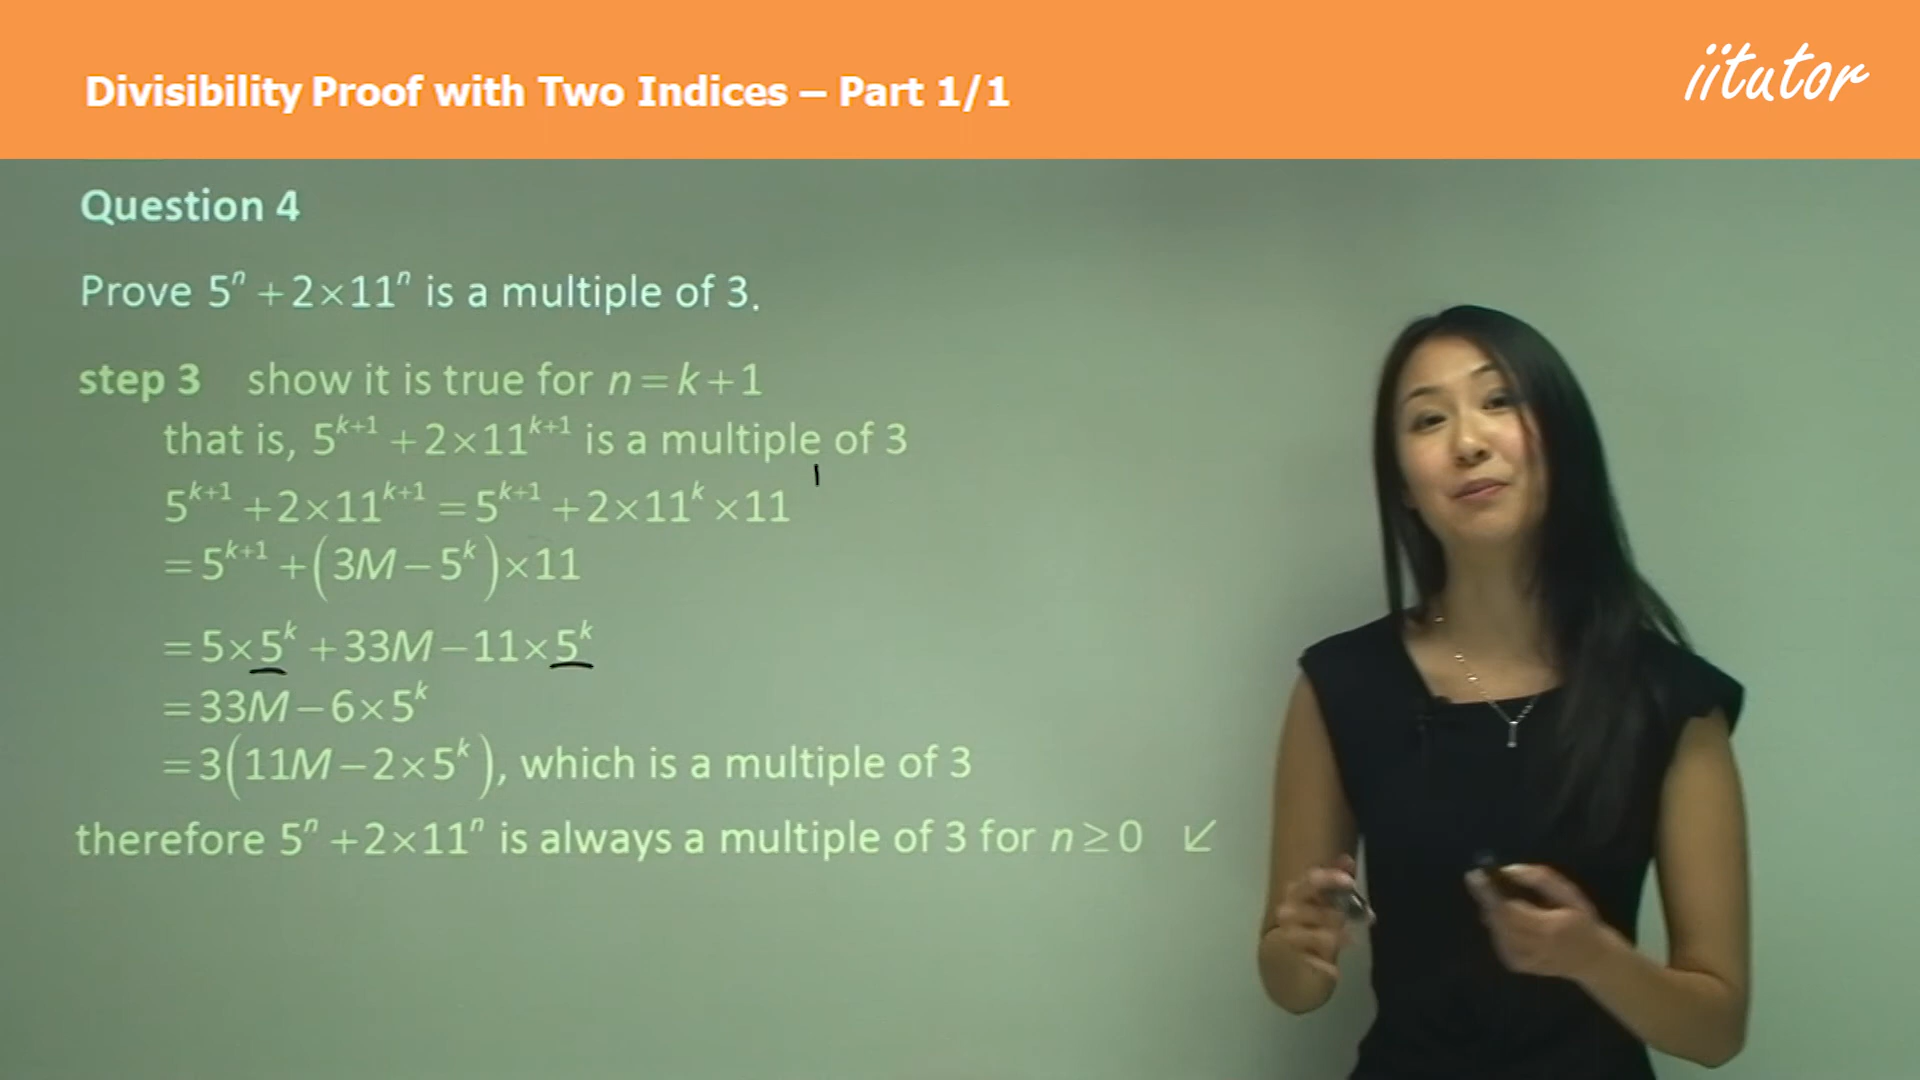 Divisibility Proof with Two Indices – Part 1/1
iitutor
Question 4
Prove 5ⁿ + 2×11ⁿ is a multiple of 3.
step 3 show it is true for n = k+1
that is, 5ᵏ⁺¹ + 2×11ᵏ⁺¹ is a multiple of 3
5ᵏ⁺¹ + 2×11ᵏ⁺¹ = 5ᵏ⁺¹ + 2×11ᵏ ×11
= 5ᵏ⁺¹ + (3M − 5ᵏ)×11
= 5×5ᵏ + 33M − 11×5ᵏ
= 33M − 6×5ᵏ
= 3(11M − 2×5ᵏ), which is a multiple of 3
therefore 5ⁿ + 2×11ⁿ is always a multiple of 3 for n ≥ 0 ↙